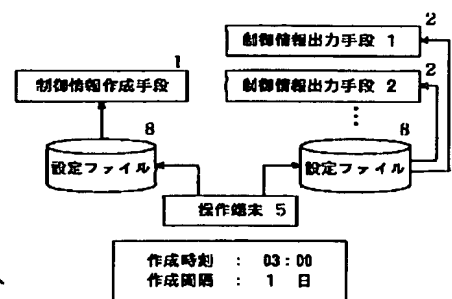 2
制御情報出力手段 1
1
2
制御情報作成手段
制御情報出力手段 2
8
8
設定ファイル
設定ファイル
操作端末 5
作成時刻 : 03:00
作成間隔 : 1 日